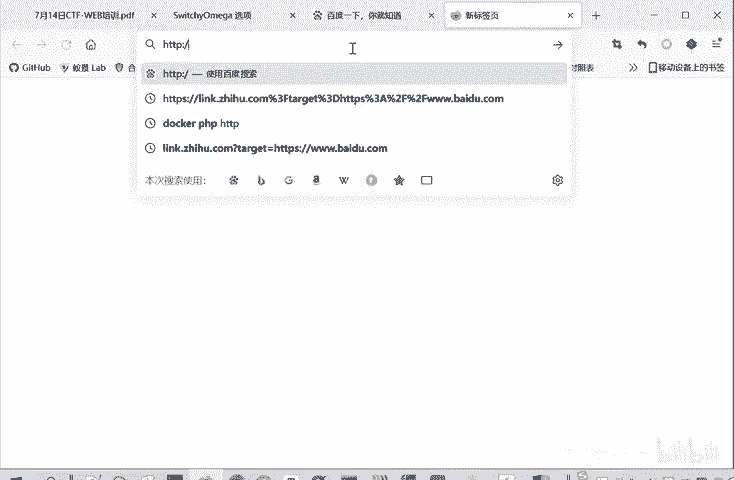 7月14日CTF-WEB培训.pdf
SwitchyOmega 选项
百度一下，你就知道
新标签页
http:/
GitHub
蚁景 Lab
合
对照表
移动设备上的书签
http:/ — 使用百度搜索
https://link.zhihu.com%3Ftarget%3Dhttps%3A%2F%2Fwww.baidu.com
docker php http
link.zhihu.com?target=https://www.baidu.com
本次搜索使用：
bilibili